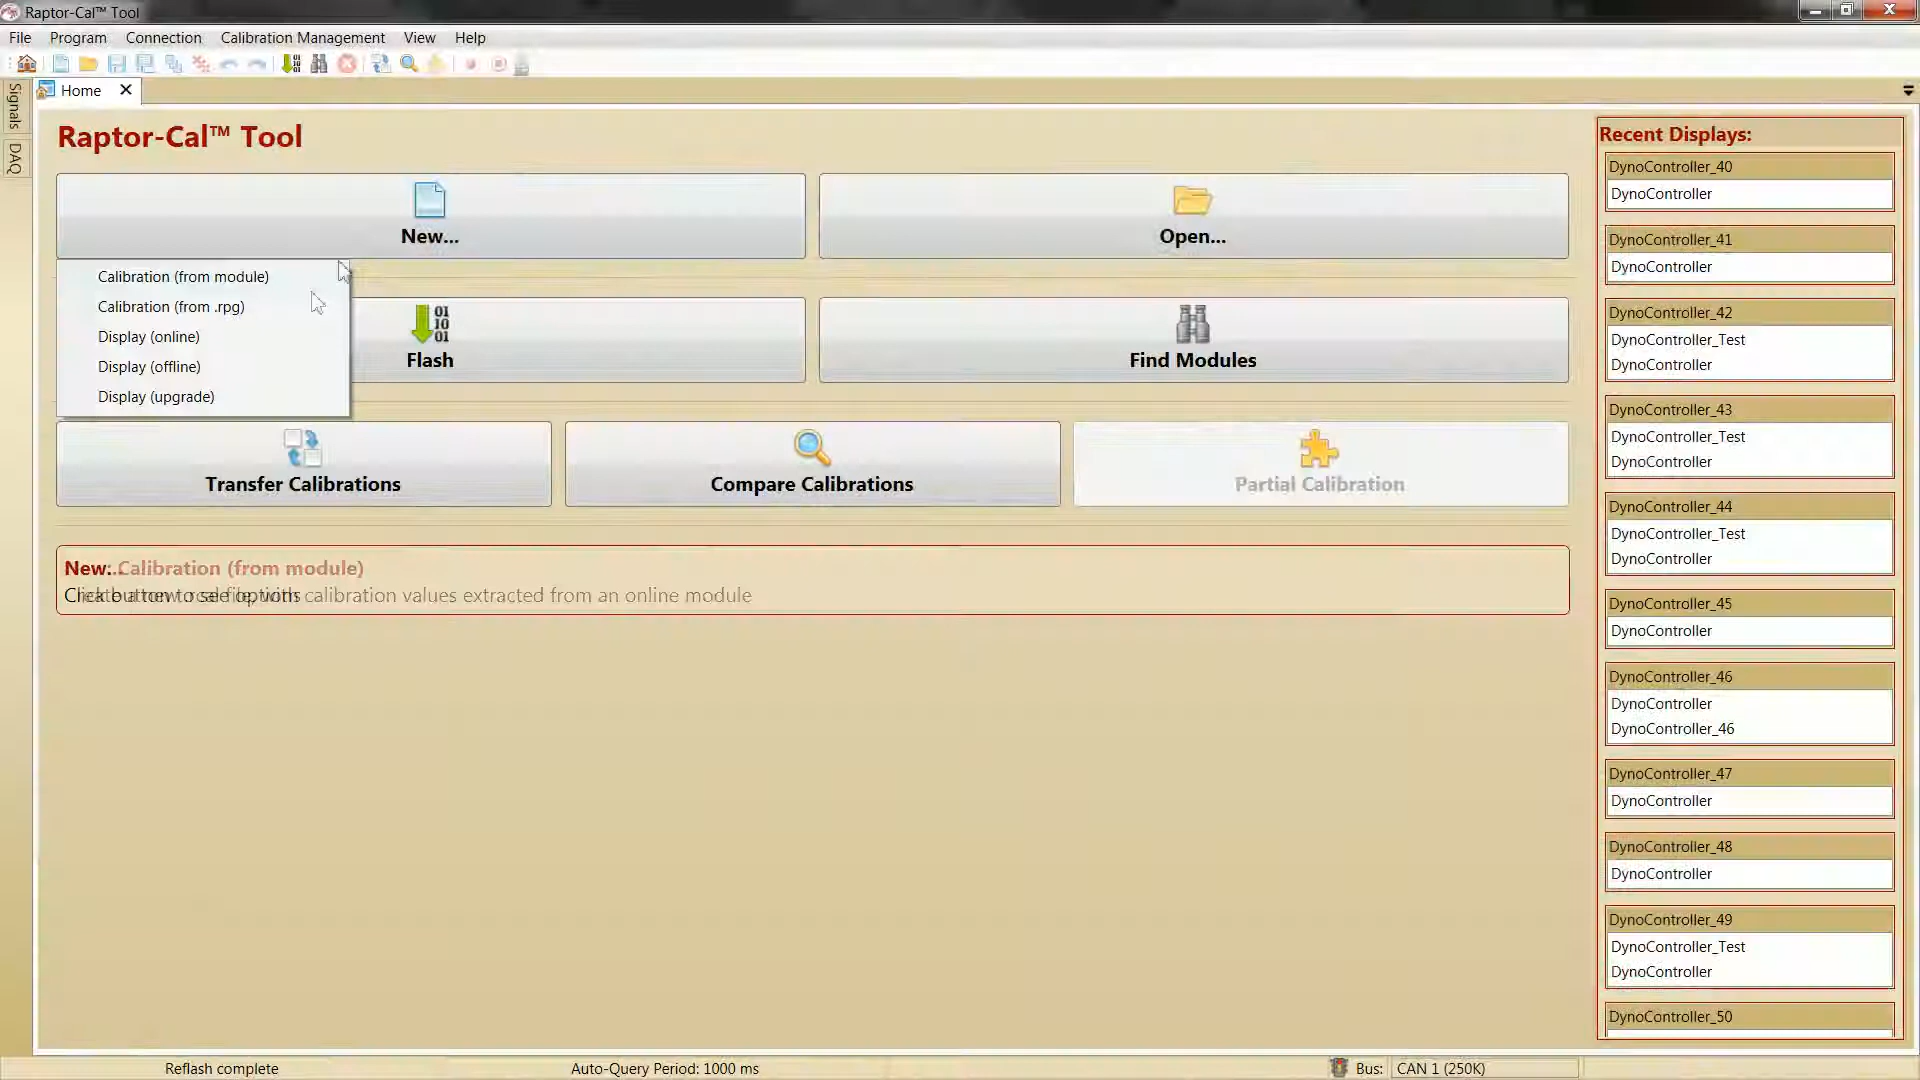 Raptor-Cal™ Tool
File Program Connection Calibration Management View Help
Home
Signals
DAQ
Raptor-Cal™ Tool
New...
Open...
Calibration (from module)
Calibration (from .rpg)
Display (online)
Display (offline)
Display (upgrade)
Flash
Find Modules
Transfer Calibrations
Compare Calibrations
Partial Calibration
New... Calibration (from module)
Click button to see options
calibration values extracted from an online module
Recent Displays:
DynoController_40
DynoController
DynoController_41
DynoController
DynoController_42
DynoController_Test
DynoController
DynoController_43
DynoController_Test
DynoController
DynoController_44
DynoController_Test
DynoController
DynoController_45
DynoController
DynoController_46
DynoController
DynoController_46
DynoController_47
DynoController
DynoController_48
DynoController
DynoController_49
DynoController_Test
DynoController
DynoController_50
Reflash complete
Auto-Query Period: 1000 ms
Bus: CAN 1 (250K)